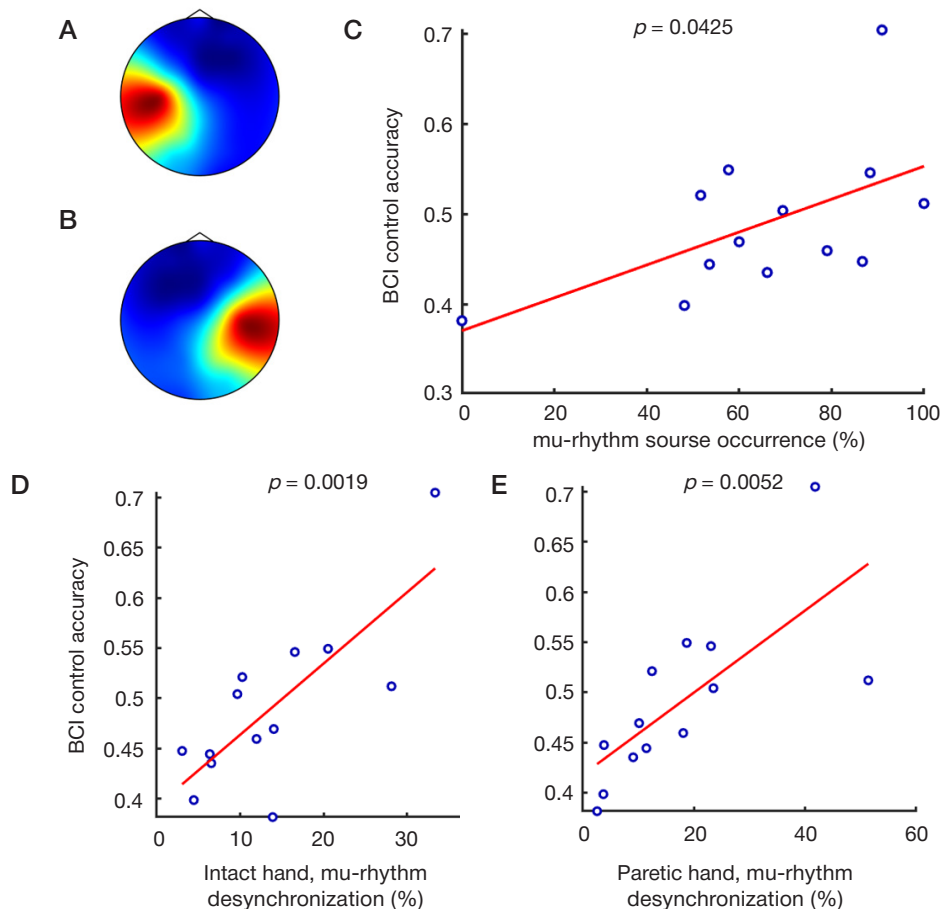 A
B
C
p = 0.0425
BCI control accuracy
0.7
0.6
0.5
0.4
0.3
0
20
40
60
80
100
mu-rhythm sourse occurrence (%)
D
p = 0.0019
BCI control accuracy
0.7
0.65
0.6
0.55
0.5
0.45
0.4
0
10
20
30
Intact hand, mu-rhythm
desynchronization (%)
E
p = 0.0052
0.7
0.65
0.6
0.55
0.5
0.45
0.4
0
20
40
60
Paretic hand, mu-rhythm
desynchronization (%)